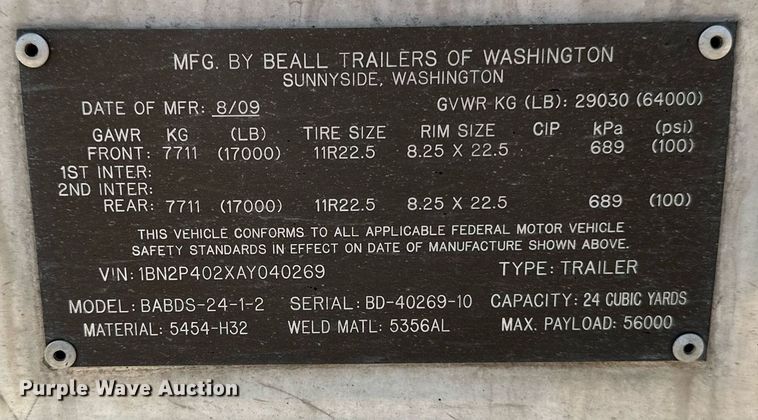 MFG. BY BEALL TRAILERS OF WASHINGTON
SUNNYSIDE, WASHINGTON
DATE OF MFR: 8/09 GVWR KG (LB): 29030 (64000)
GAWR KG (LB) TIRE SIZE RIM SIZE CIP kPa (psi)
FRONT: 7711 (17000) 11R22.5 8.25 X 22.5 689 (100)
1ST INTER:
2ND INTER:
REAR: 7711 (17000) 11R22.5 8.25 X 22.5 689 (100)
THIS VEHICLE CONFORMS TO ALL APPLICABLE FEDERAL MOTOR VEHICLE
SAFETY STANDARDS IN EFFECT ON DATE OF MANUFACTURE SHOWN ABOVE.
VIN: 1BN2P402XAY040269 TYPE: TRAILER
MODEL: BABDS-24-1-2 SERIAL: BD-40269-10 CAPACITY: 24 CUBIC YARDS
MATERIAL: 5454-H32 WELD MATL: 5356AL MAX. PAYLOAD: 56000
Purple Wave Auction